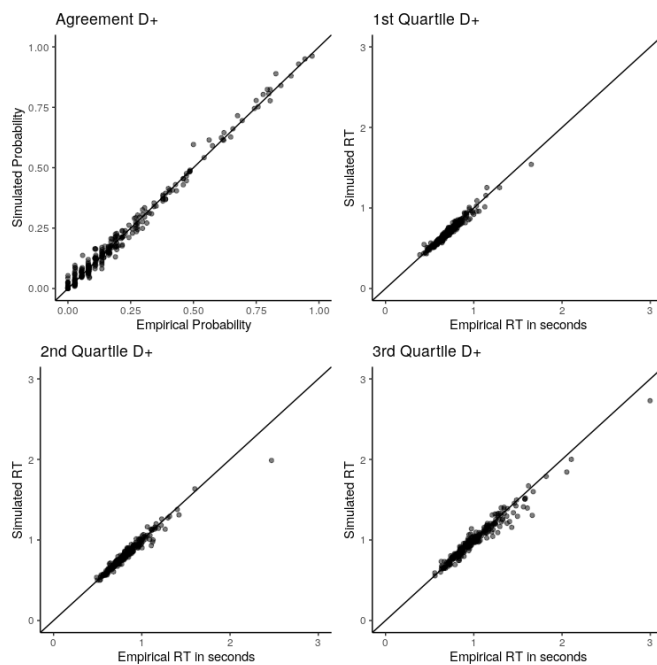 Agreement D+
1.00
0.75
0.50
0.25
0.00
Simulated Probability
0.00 0.25 0.50 0.75 1.00
Empirical Probability
1st Quartile D+
3
2
1
0
Simulated RT
0 1 2 3
Empirical RT in seconds
2nd Quartile D+
3
2
1
0
Simulated RT
0 1 2 3
Empirical RT in seconds
3rd Quartile D+
3
2
1
0
Simulated RT
0 1 2 3
Empirical RT in seconds